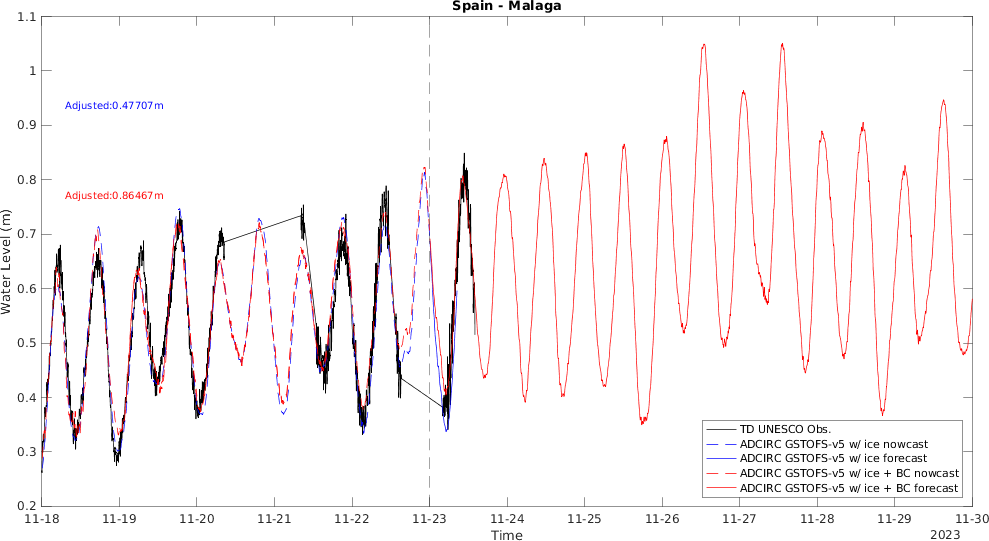 Spain - Malaga
1.1
1
0.9
0.8
0.7
0.6
0.5
0.4
0.3
0.2
Water Level (m)
Adjusted:0.47707m
Adjusted:0.86467m
TD UNESCO Obs.
ADCIRC GSTOFS-v5 w/ ice nowcast
ADCIRC GSTOFS-v5 w/ ice forecast
ADCIRC GSTOFS-v5 w/ ice + BC nowcast
ADCIRC GSTOFS-v5 w/ ice + BC forecast
11-18 11-19 11-20 11-21 11-22 11-23 11-24 11-25 11-26 11-27 11-28 11-29 11-30
Time
2023